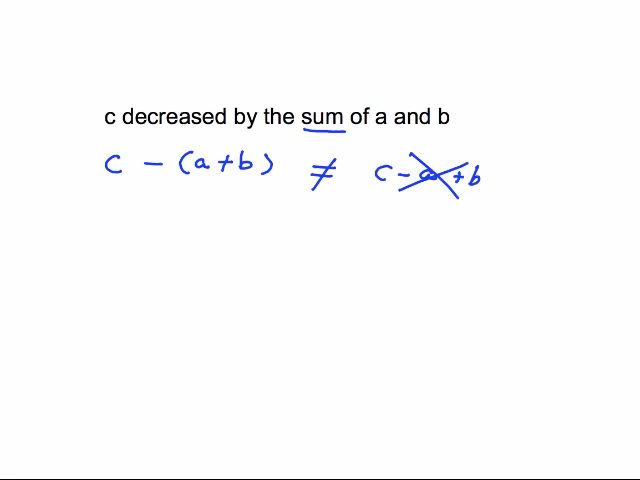 c decreased by the sum of a and b
c - (a+b) ≠ c - a + b